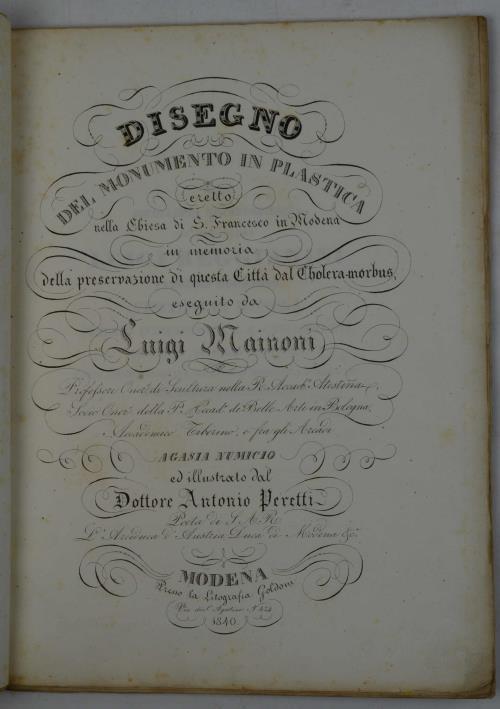 DISEGNO
DEL MONUMENTO IN PLASTICA
eretto
nella Chiesa di S. Francesco in Modena
in memoria
della preservazione di questa Città dal Cholera-morbus,
eseguito da
Luigi Mainoni
Professore Onor. di Scultura nella R. Accad. Atestina,
Socio Onor. della P. Accad. di Belle Arti in Bologna,
Accademico Tiberino, e fra gli Arcadi
AGASIA NUMICIO
ed illustrato dal
Dottore Antonio Peretti
Poeta di S. A. R.
L'Arciduca d'Austria Duca di Modena &c.
MODENA
Presso la Litografia Goldoni
1840